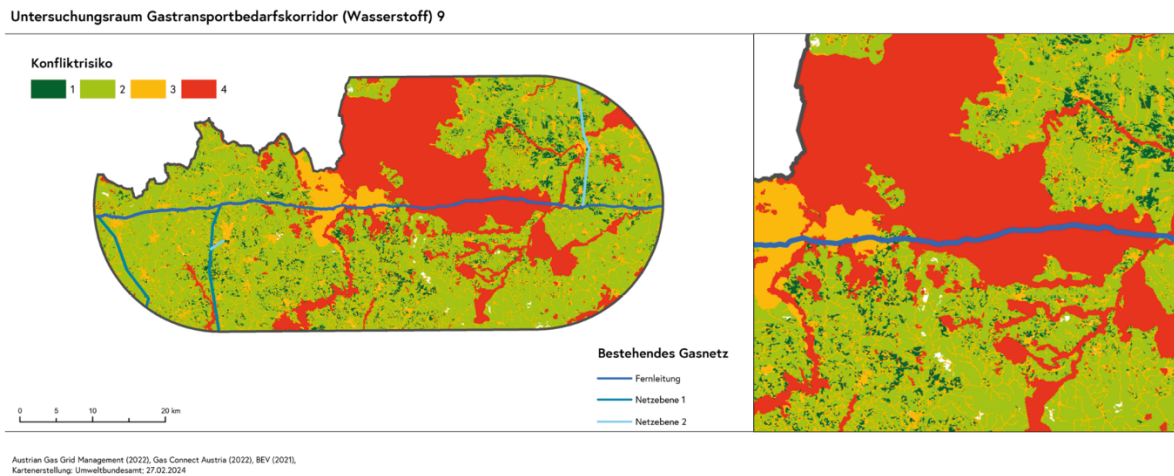 Untersuchungsraum Gastransportbedarfskorridor (Wasserstoff) 9
Konfliktrisiko
1 2 3 4
Bestehendes Gasnetz
Fernleitung
Netzebene 1
Netzebene 2
0 5 10 20 km
Austrian Gas Grid Management (2022), Gas Connect Austria (2022), BEV (2021),
Kartenerstellung: Umweltbundesamt; 27.02.2024